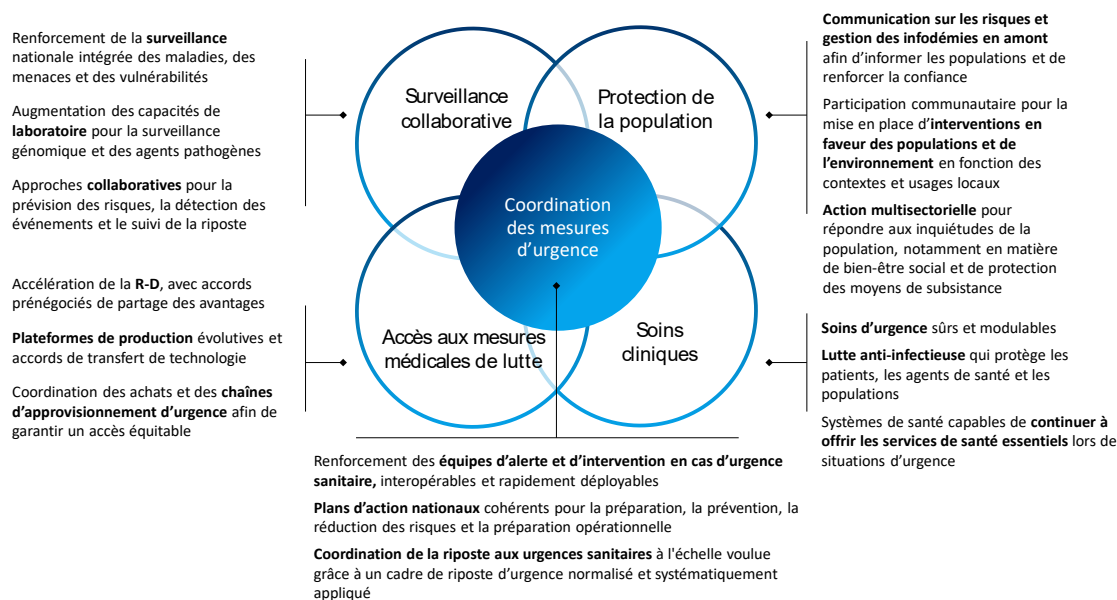 Renforcement de la surveillance
nationale intégrée des maladies, des
menaces et des vulnérabilités
Augmentation des capacités de
laboratoire pour la surveillance
génomique et des agents pathogènes
Approches collaboratives pour la
prévision des risques, la détection des
événements et le suivi de la riposte
Surveillance
collaborative
Protection de
la population
Communication sur les risques et
gestion des infodémies en amont
afin d’informer les populations et de
renforcer la confiance
Participation communautaire pour la
mise en place d’interventions en
faveur des populations et de
l’environnement en fonction des
contextes et usages locaux
Action multisectorielle pour
répondre aux inquiétudes de la
population, notamment en matière
de bien-être social et de protection
des moyens de subsistance
Coordination
des mesures
d’urgence
Accélération de la R-D, avec accords
prénégociés de partage des avantages
Plateformes de production évolutives et
accords de transfert de technologie
Coordination des achats et des chaînes
d’approvisionnement d’urgence afin de
garantir un accès équitable
Accès aux mesures
médicales de lutte
Soins
cliniques
Soins d’urgence sûrs et modulables
Lutte anti-infectieuse qui protège les
patients, les agents de santé et les
populations
Systèmes de santé capables de continuer à
offrir les services de santé essentiels lors de
situations d’urgence
Renforcement des équipes d’alerte et d’intervention en cas d’urgence
sanitaire, interopérables et rapidement déployables
Plans d’action nationaux cohérents pour la préparation, la prévention, la
réduction des risques et la préparation opérationnelle
Coordination de la riposte aux urgences sanitaires à l'échelle voulue
grâce à un cadre de riposte d’urgence normalisé et systématiquement
appliqué